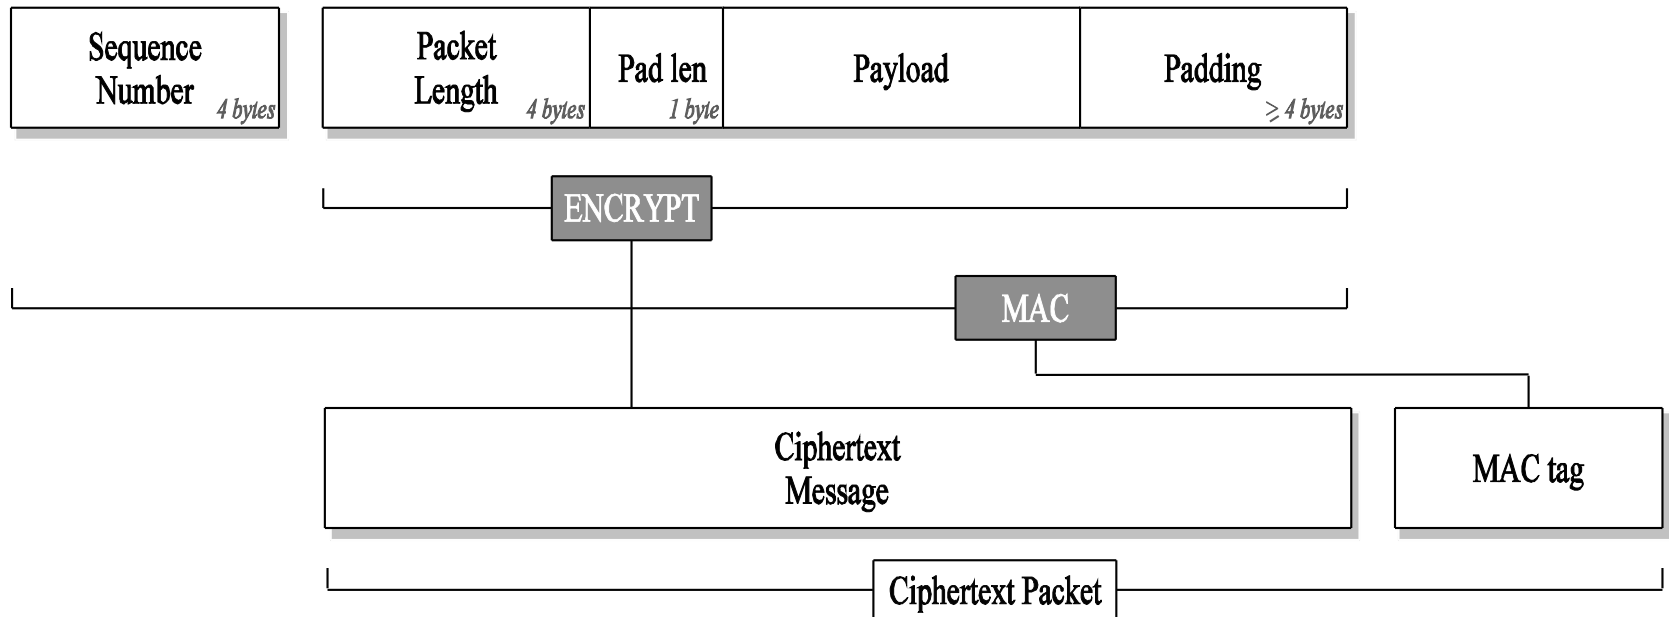 Sequence
Number
4 bytes
Packet
Length
4 bytes
Pad len
1 byte
Payload
Padding
⩾ 4 bytes
ENCRYPT
MAC
Ciphertext
Message
MAC tag
Ciphertext Packet